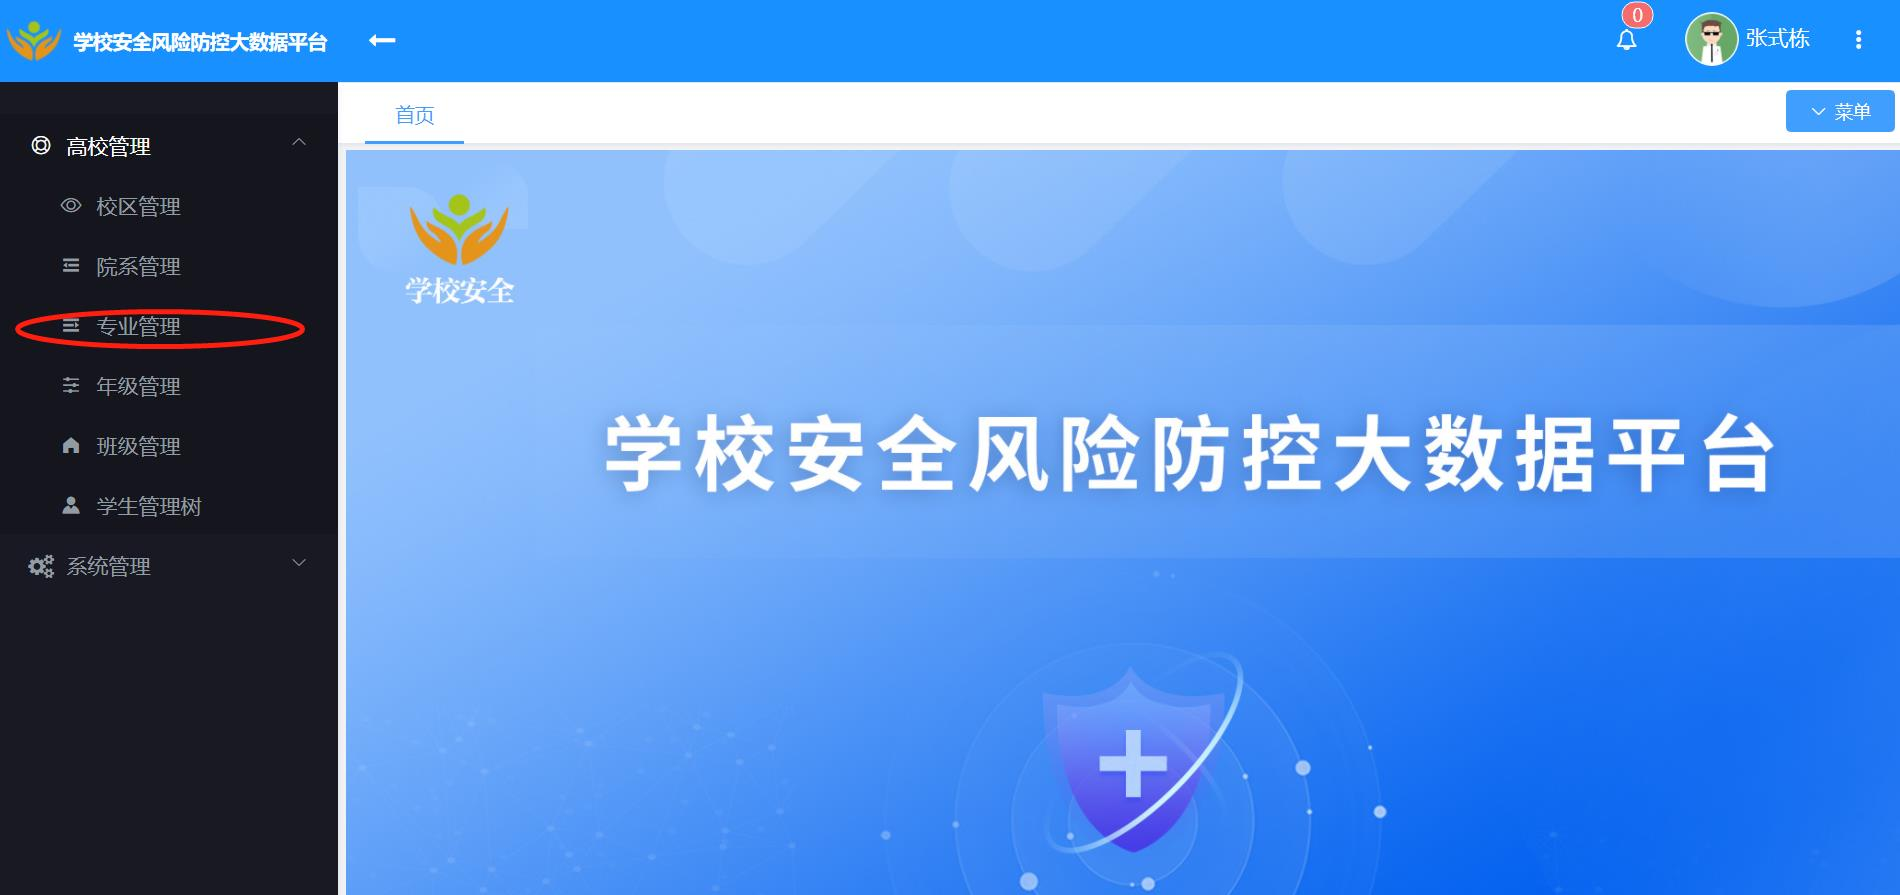 学校安全风险防控大数据平台
0
张式栋
首页
菜单
高校管理
校区管理
院系管理
专业管理
年级管理
班级管理
学生管理树
系统管理
学校安全
学校安全风险防控大数据平台